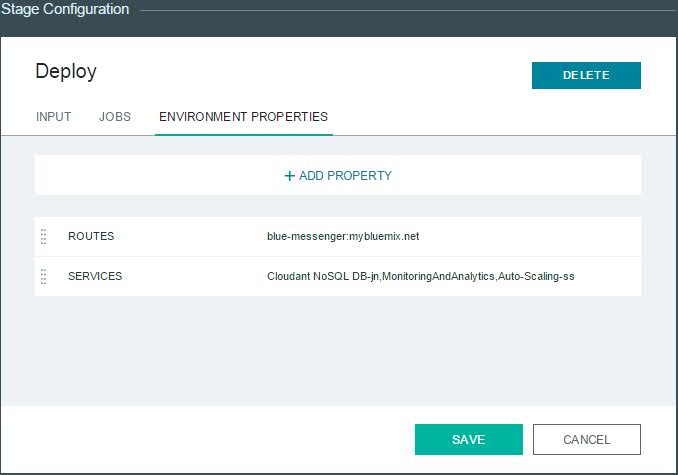 Stage Configuration
Deploy
DELETE
INPUT JOBS ENVIRONMENT PROPERTIES
+ ADD PROPERTY
ROUTES blue-messenger:mybluemix.net
SERVICES Cloudant NoSQL DB-jn,MonitoringAndAnalytics,Auto-Scaling-ss
SAVE CANCEL